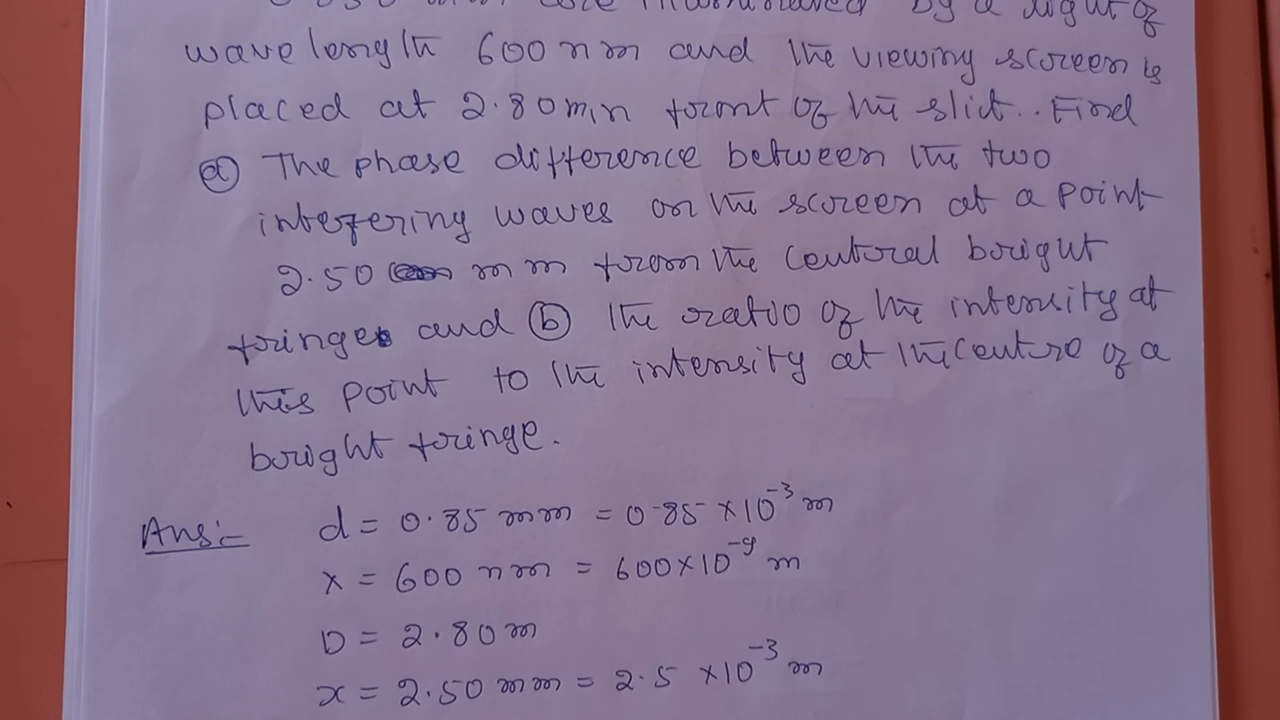 by a light of
wavelength 600 nm and the viewing screen is
placed at 2.80 m in front of the slit.. Find
(a) The phase difference between the two
interfering waves on the screen at a point
2.50 mm from the central bright
fringe and (b) the ratio of the intensity at
this point to the intensity at the centre of a
bright fringe.
Ans:- d = 0.85 mm = 0.85 × 10⁻³ m
λ = 600 nm = 600×10⁻⁹ m
D = 2.80 m
x = 2.50 mm = 2.5 ×10⁻³ m